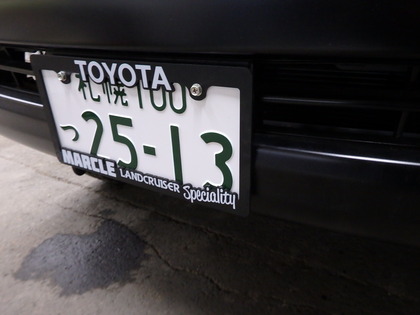 TOYOTA
札幌 100
つ 25-13
MARCLE LANDCRUISER Speciality